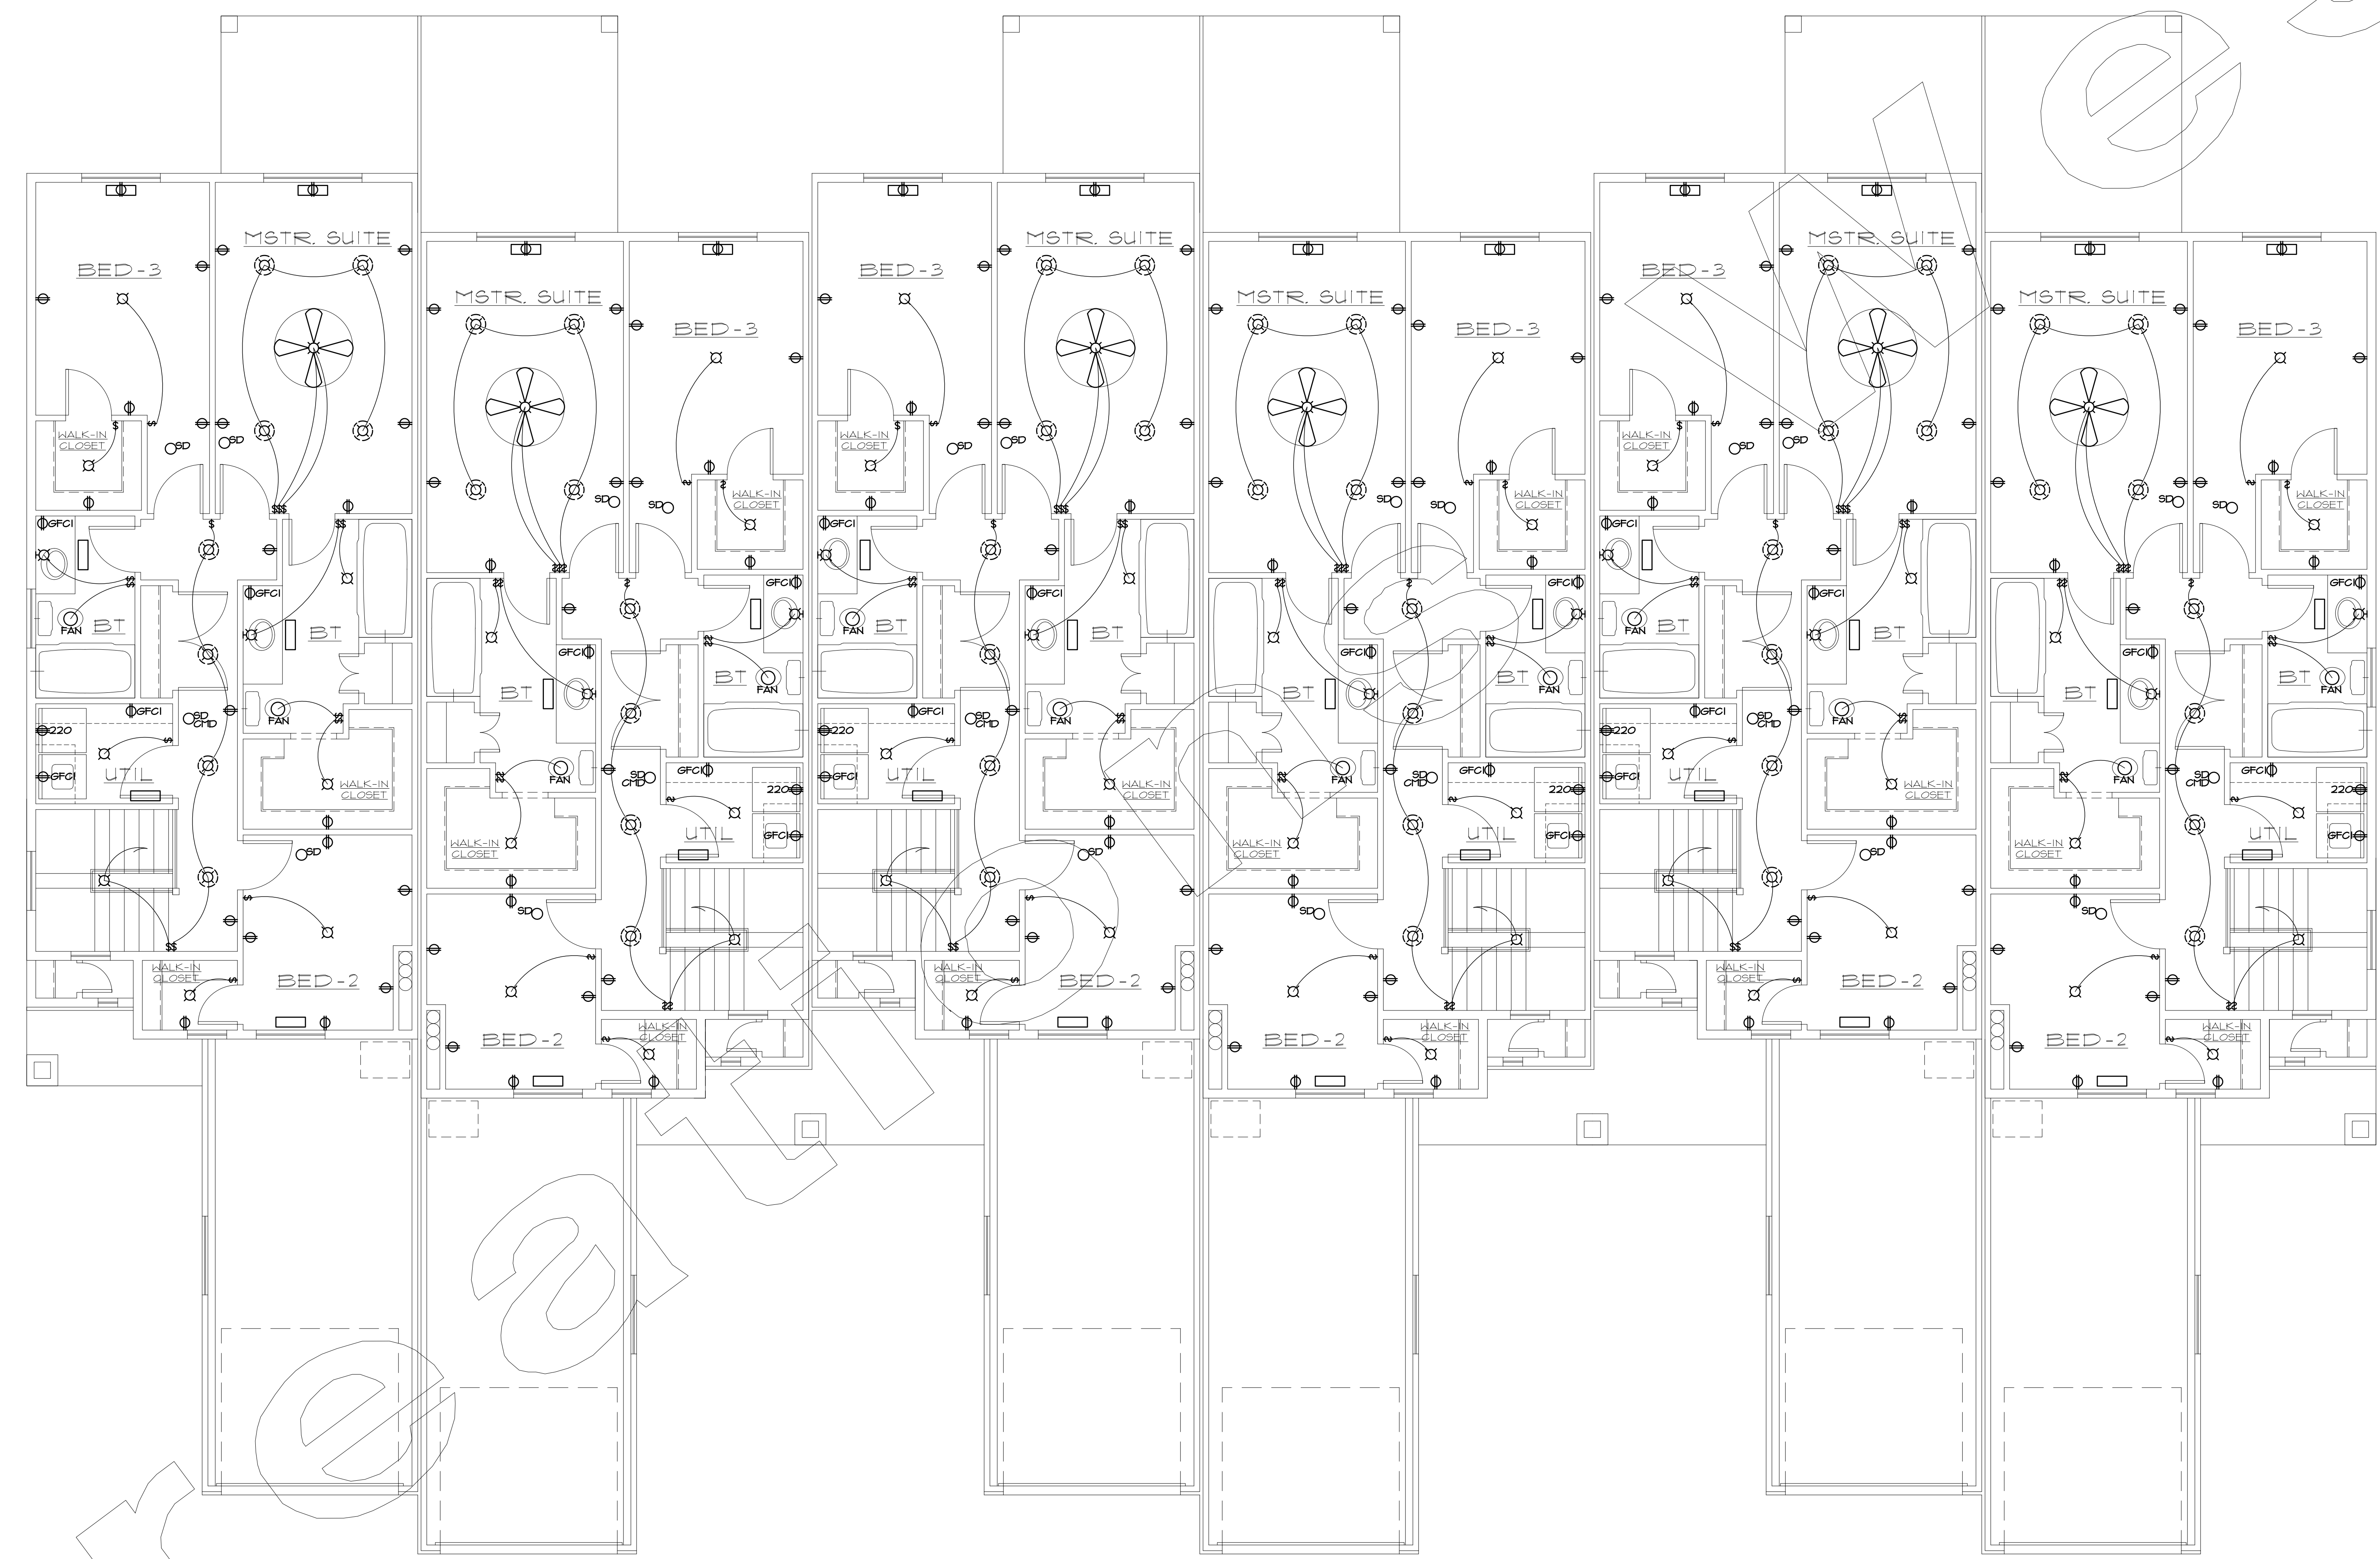 MSTR. SUITE
BED-3
WALK-IN
CLOSET
$
$
SD
SD
$$$
GFCI
$
$$
$$
GFCI
FAN
BT
BT
GFCI
SD
CMD
FAN
$$
220
$
GFCI
UTIL
WALK-IN
CLOSET
SD
$
$$
WALK-IN
CLOSET
$
BED-2
MSTR. SUITE
BED-3
SD
SD
$
$
WALK-IN
CLOSET
$$$
$$
$
GFCI
GFCI
$$
BT
BT
FAN
FAN
$$
SD
CMD
GFCI
220
$
UTIL
GFCI
WALK-IN
CLOSET
SD
$
$$
BED-2
WALK-IN
CLOSET
$
MSTR. SUITE
BED-3
WALK-IN
CLOSET
$
$
SD
SD
$$$
GFCI
$
$$
$$
GFCI
FAN
BT
BT
GFCI
SD
CMD
FAN
$$
220
$
GFCI
UTIL
WALK-IN
CLOSET
SD
$
$$
WALK-IN
CLOSET
$
BED-2
MSTR. SUITE
BED-3
SD
SD
$
$
WALK-IN
CLOSET
$$$
$$
$
GFCI
GFCI
$$
BT
BT
FAN
FAN
$$
SD
CMD
GFCI
220
$
UTIL
GFCI
WALK-IN
CLOSET
SD
$
$$
BED-2
WALK-IN
CLOSET
$
MSTR. SUITE
BED-3
WALK-IN
CLOSET
$
$
SD
SD
$$$
GFCI
$
$$
$$
GFCI
FAN
BT
BT
GFCI
SD
CMD
FAN
$$
220
$
GFCI
UTIL
WALK-IN
CLOSET
SD
$
$$
WALK-IN
CLOSET
$
BED-2
MSTR. SUITE
BED-3
SD
SD
$
$
WALK-IN
CLOSET
$$$
$$
$
GFCI
GFCI
$$
BT
BT
FAN
FAN
$$
SD
CMD
GFCI
220
$
UTIL
GFCI
WALK-IN
CLOSET
SD
$
$$
BED-2
WALK-IN
CLOSET
$